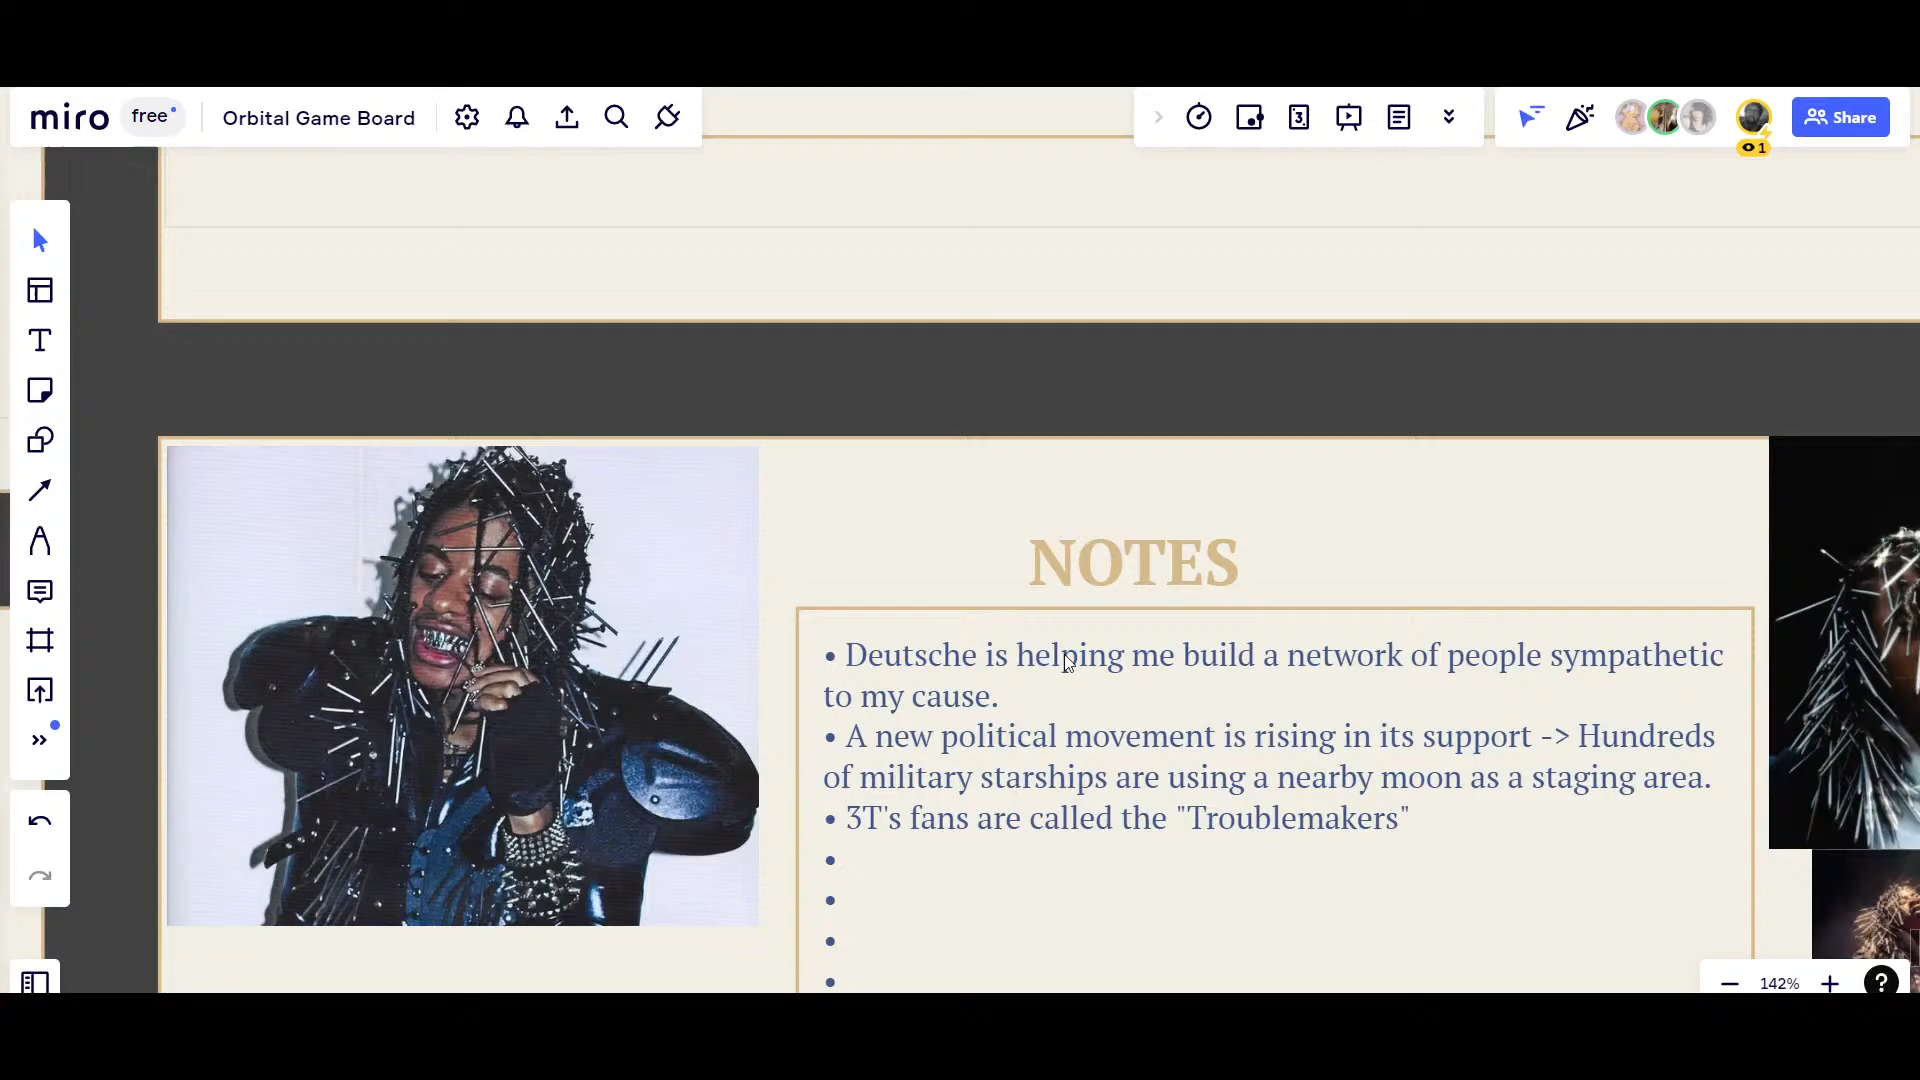 miro free Orbital Game Board 3 Share
1
NOTES
• Deutsche is helping me build a network of people sympathetic
to my cause.
• A new political movement is rising in its support -> Hundreds
of military starships are using a nearby moon as a staging area.
• 3T's fans are called the "Troublemakers"
•
•
•
•
142% ?